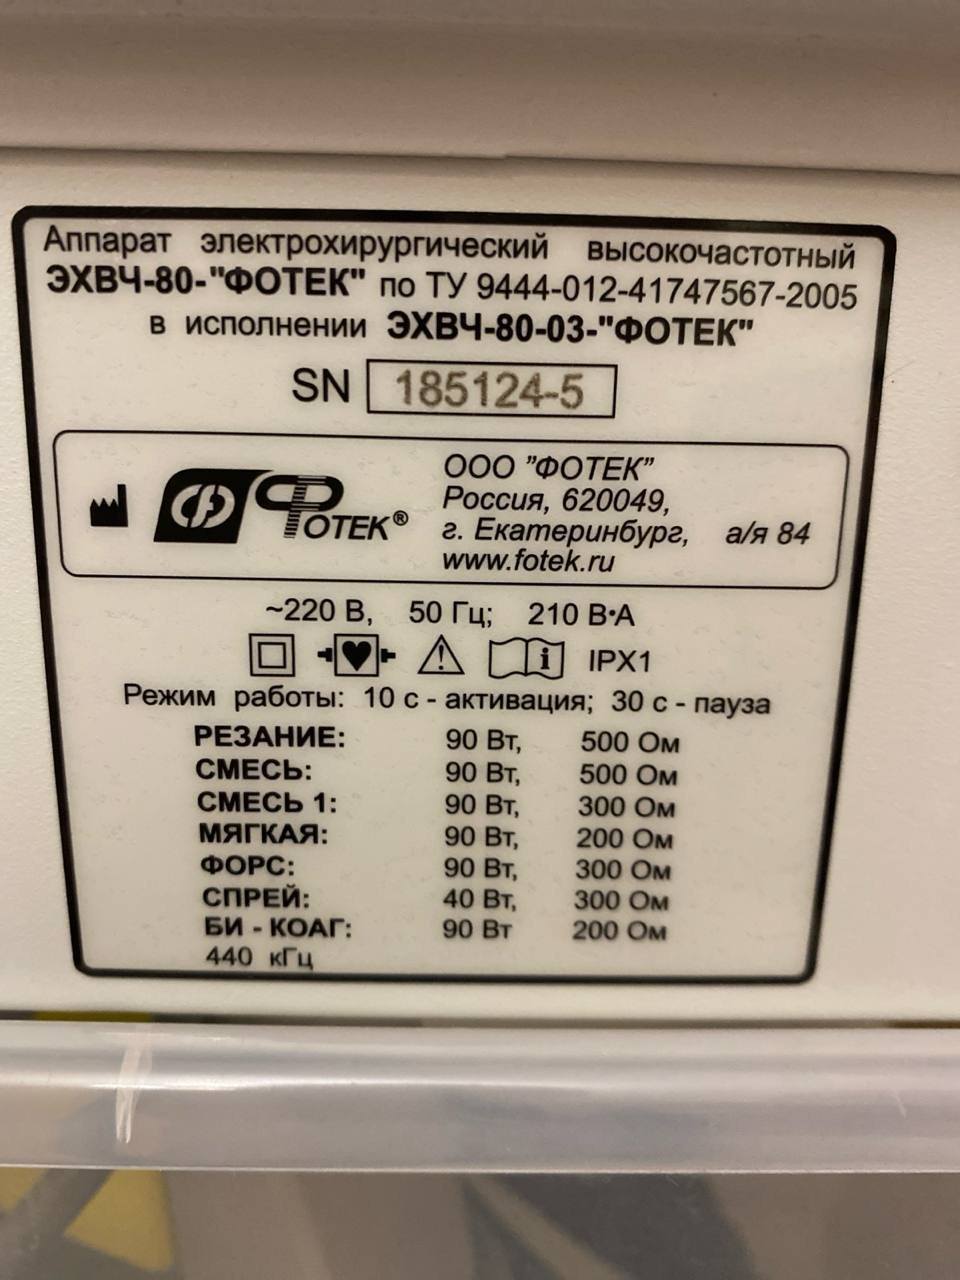 Аппарат электрохирургический высокочастотный
ЭХВЧ-80-"ФОТЕК" по ТУ 9444-012-41747567-2005
в исполнении ЭХВЧ-80-03-"ФОТЕК"
SN 185124-5
ФОТЕК®
ООО "ФОТЕК"
Россия, 620049,
г. Екатеринбург, а/я 84
www.fotek.ru
~220 В, 50 Гц; 210 В•А
i IPX1
Режим работы: 10 с - активация; 30 с - пауза
РЕЗАНИЕ: 90 Вт, 500 Ом
СМЕСЬ: 90 Вт, 500 Ом
СМЕСЬ 1: 90 Вт, 300 Ом
МЯГКАЯ: 90 Вт, 200 Ом
ФОРС: 90 Вт, 300 Ом
СПРЕЙ: 40 Вт, 300 Ом
БИ - КОАГ: 90 Вт 200 Ом
440 кГц